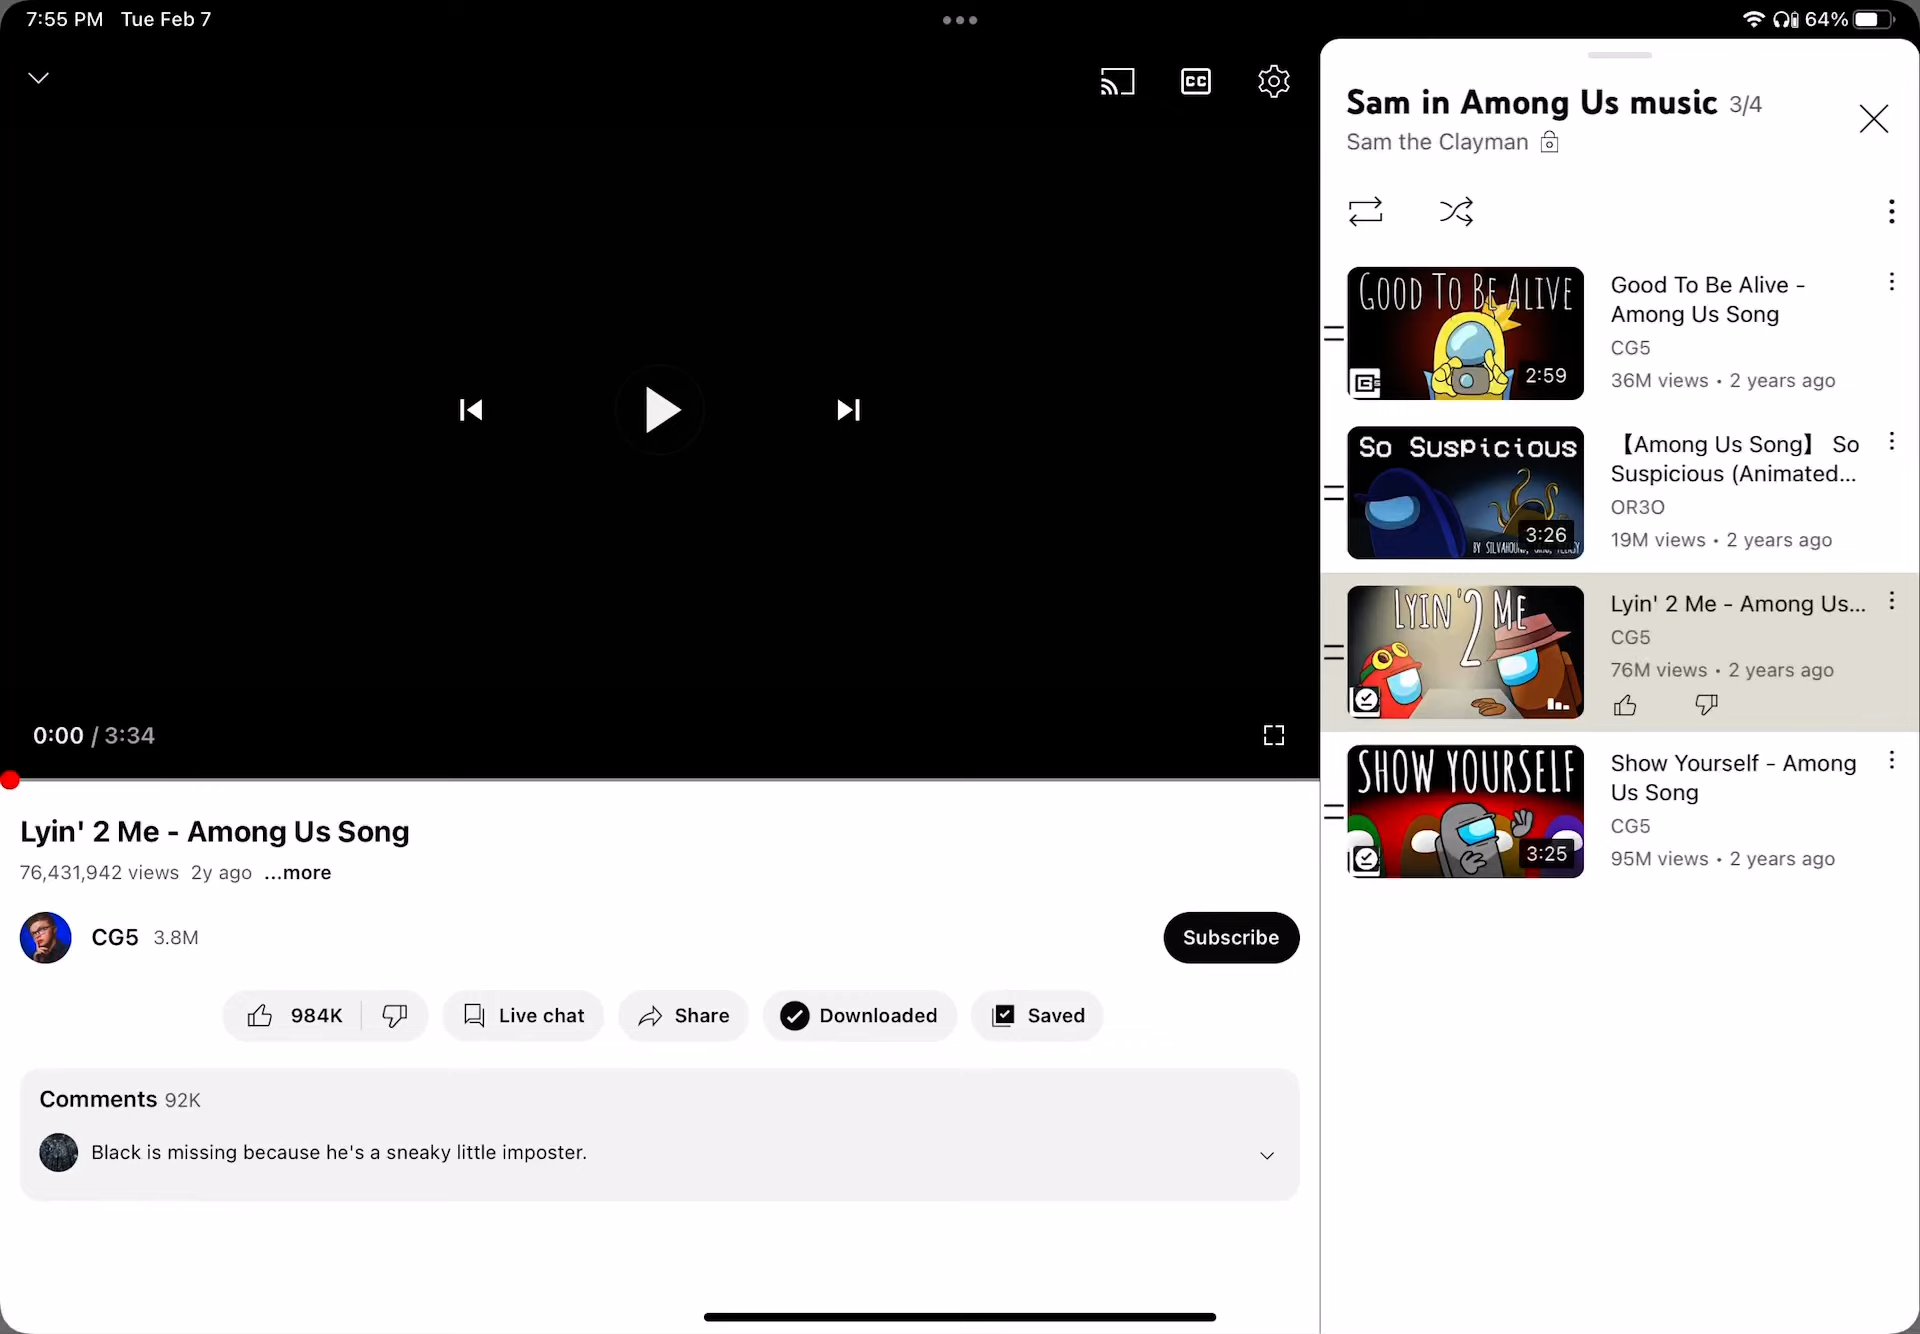 7:55 PM Tue Feb 7
64%
CC
0:00 / 3:34
Lyin' 2 Me - Among Us Song
76,431,942 views 2y ago ...more
CG5 3.8M
Subscribe
984K
Live chat
Share
Downloaded
Saved
Comments 92K
Black is missing because he's a sneaky little imposter.
Sam in Among Us music 3/4
Sam the Clayman
GOOD TO BE ALIVE
2:59
Good To Be Alive -
Among Us Song
CG5
36M views • 2 years ago
So Suspicious
3:26
【Among Us Song】 So
Suspicious (Animated...
OR3O
19M views • 2 years ago
LYIN' 2 ME
Lyin' 2 Me - Among Us...
CG5
76M views • 2 years ago
SHOW YOURSELF
3:25
Show Yourself - Among
Us Song
CG5
95M views • 2 years ago